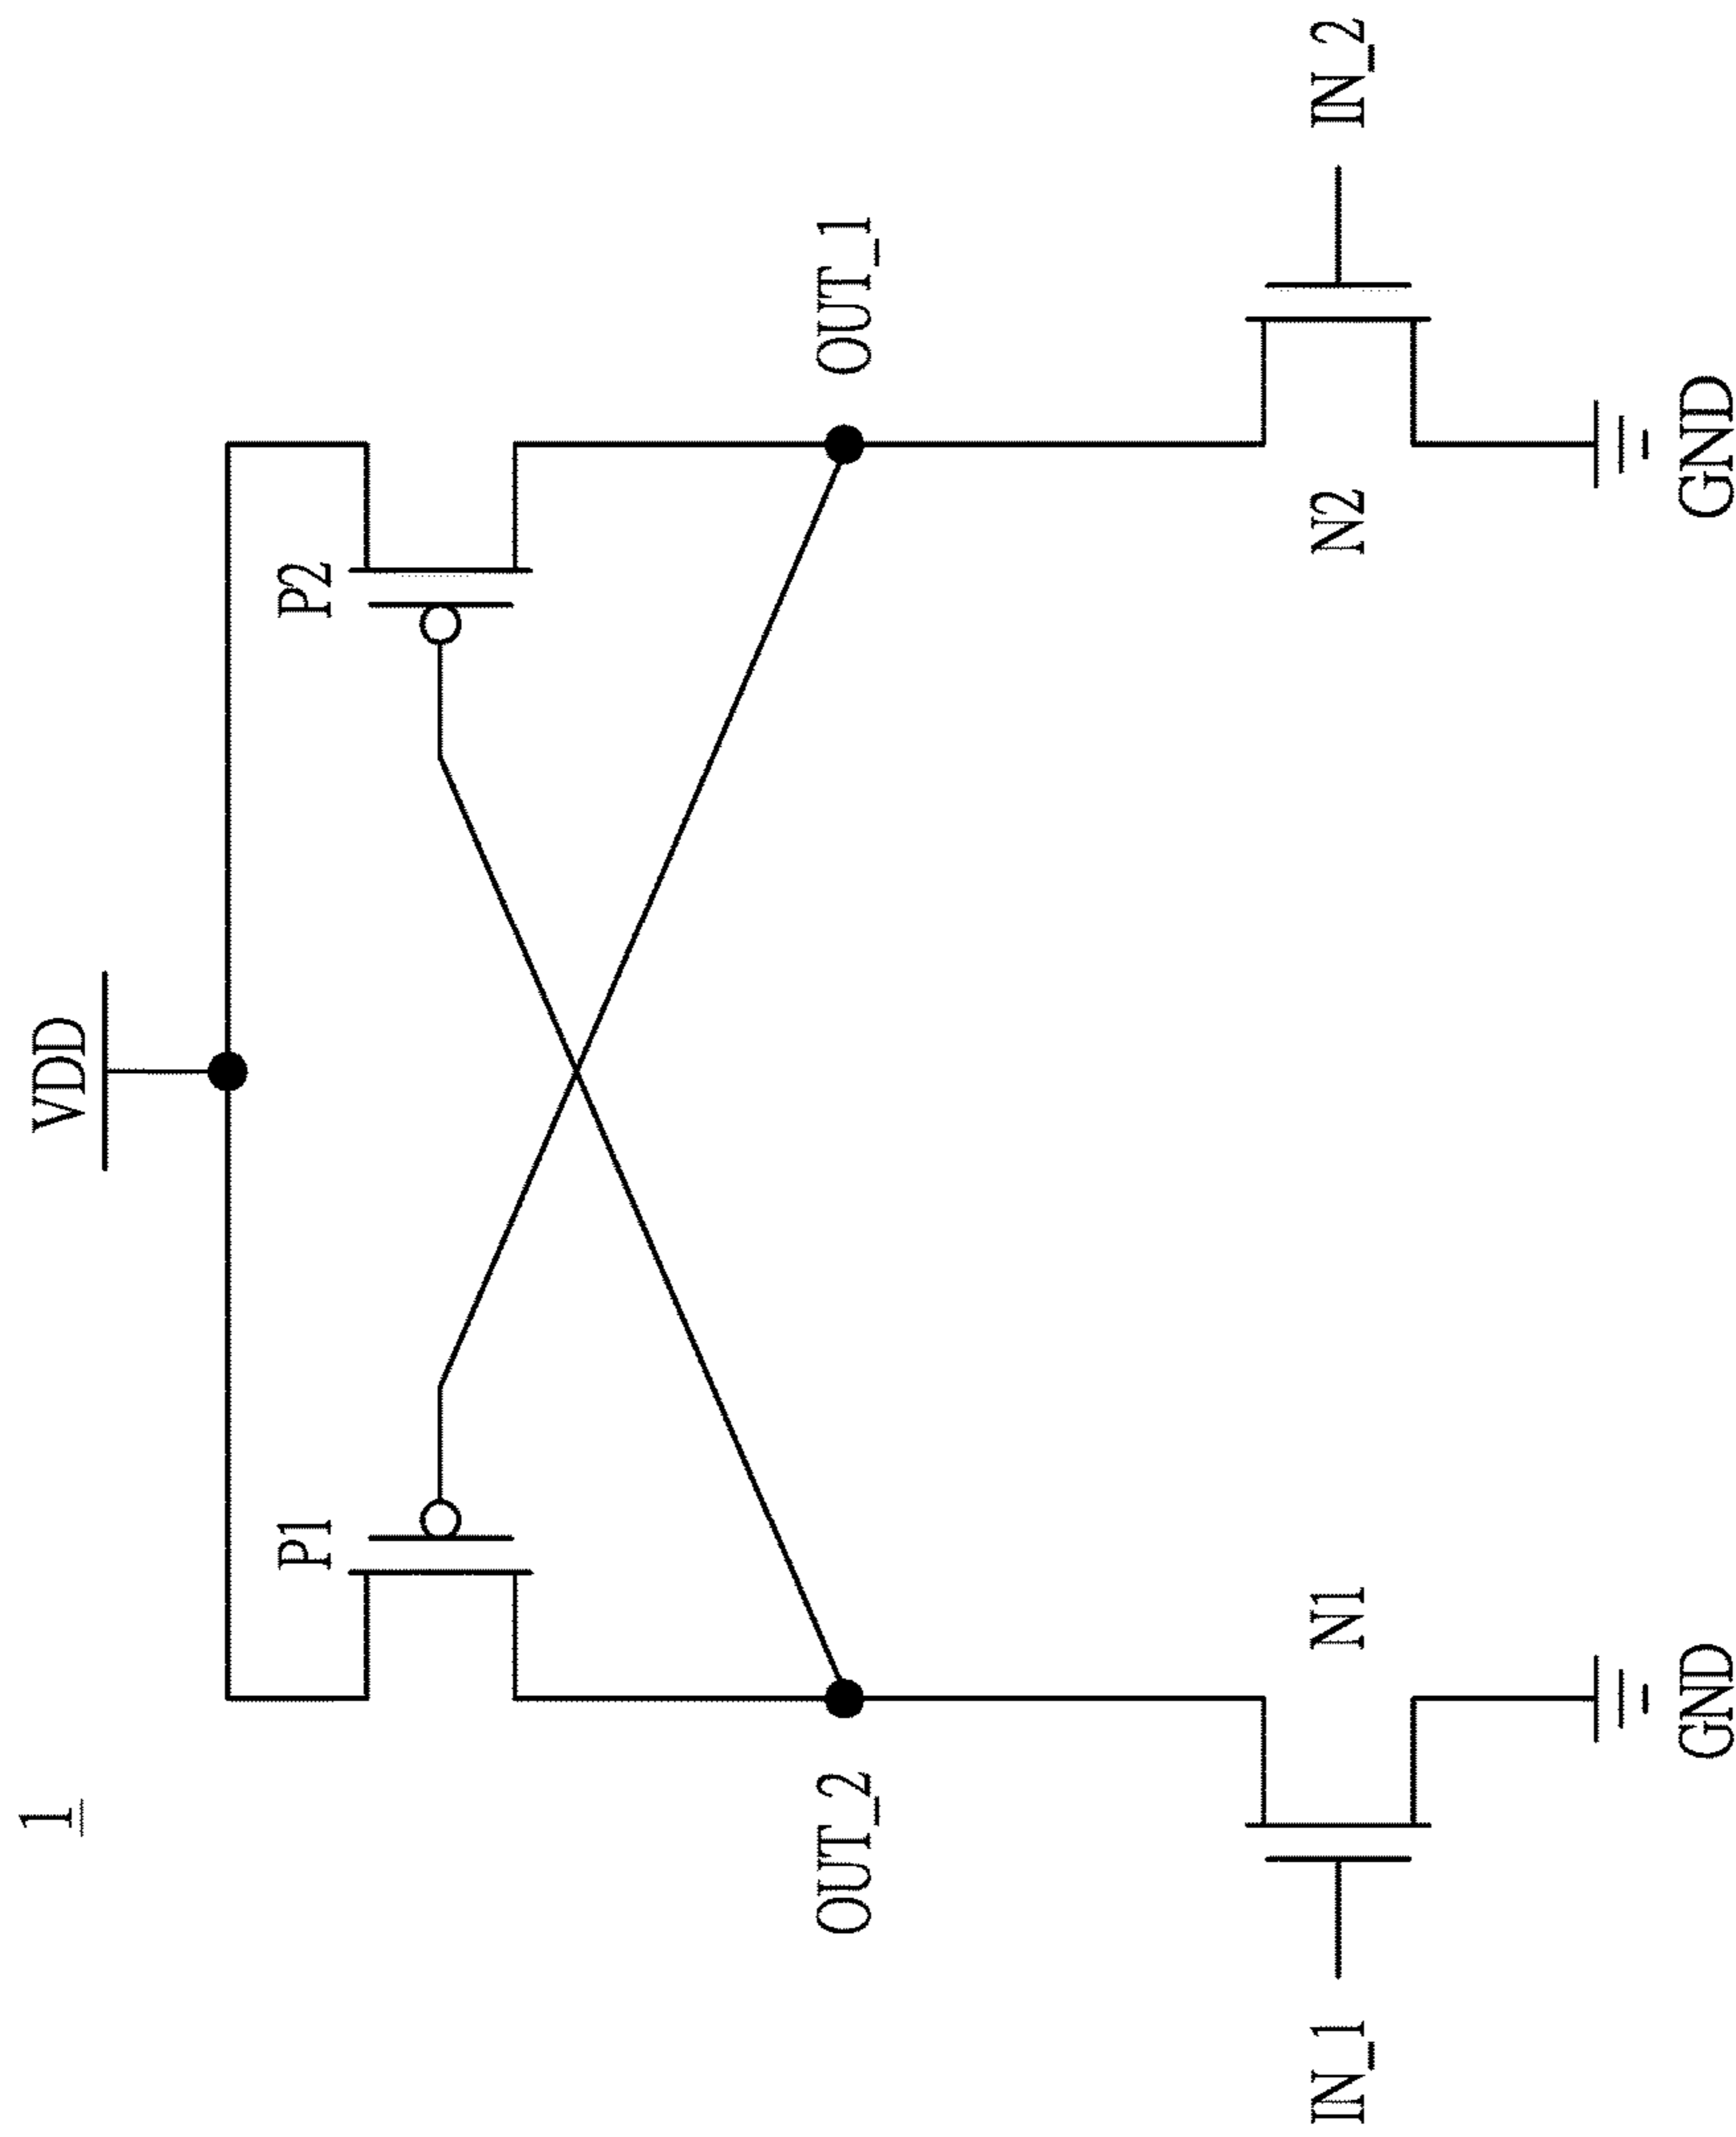 1
VDD
P1
P2
OUT_2
OUT_1
IN_1
N1
N2
IN_2
GND
GND